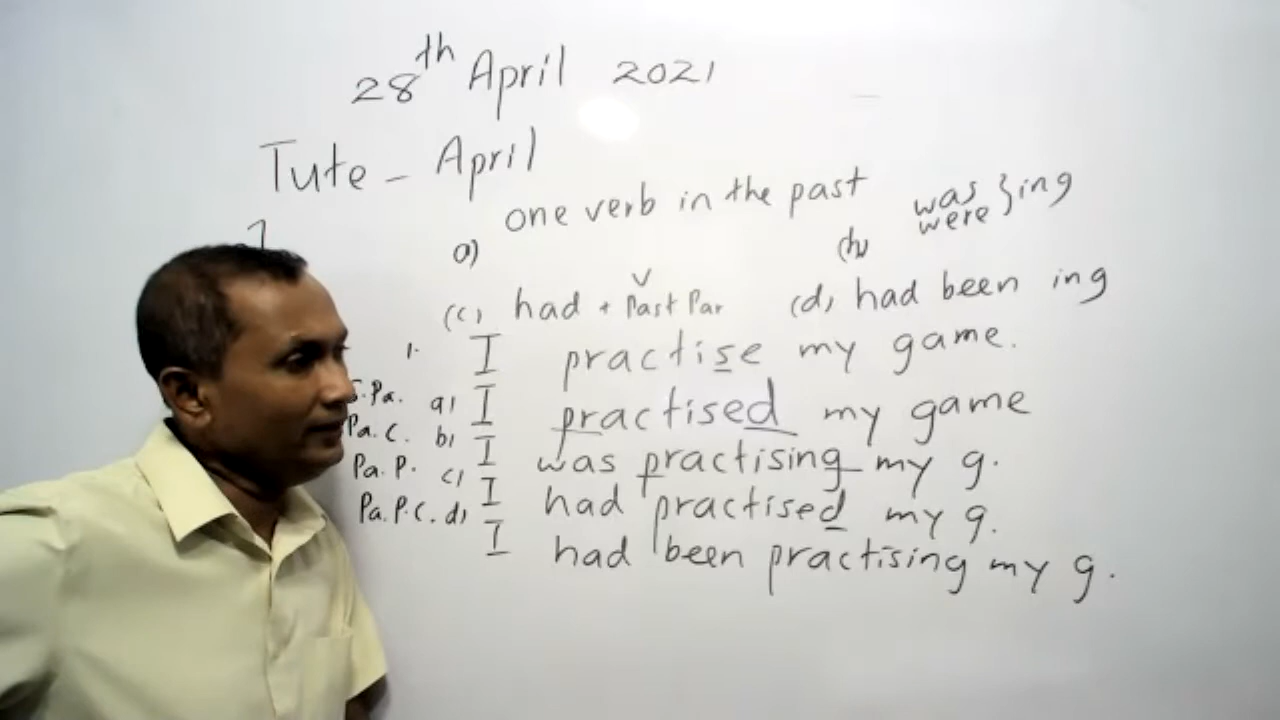 28th April 2021
Tute - April
1
one verb in the past
was
were } ing
a)
(b)
(c) had + V Past Par (d) had been ing
1. I practise my game.
S.Pa. a) I practised my game
Pa.C. b) I was practising my g.
Pa.P. c) I had practised my g.
Pa.P.C. d) I had been practising my g.